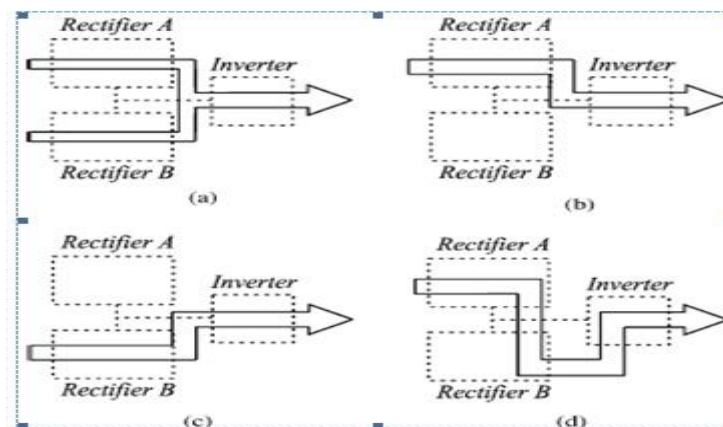 Rectifier A
Inverter
Rectifier B
(a)
Rectifier A
Inverter
Rectifier B
(b)
Rectifier A
Inverter
Rectifier B
(c)
Rectifier A
Inverter
Rectifier B
(d)